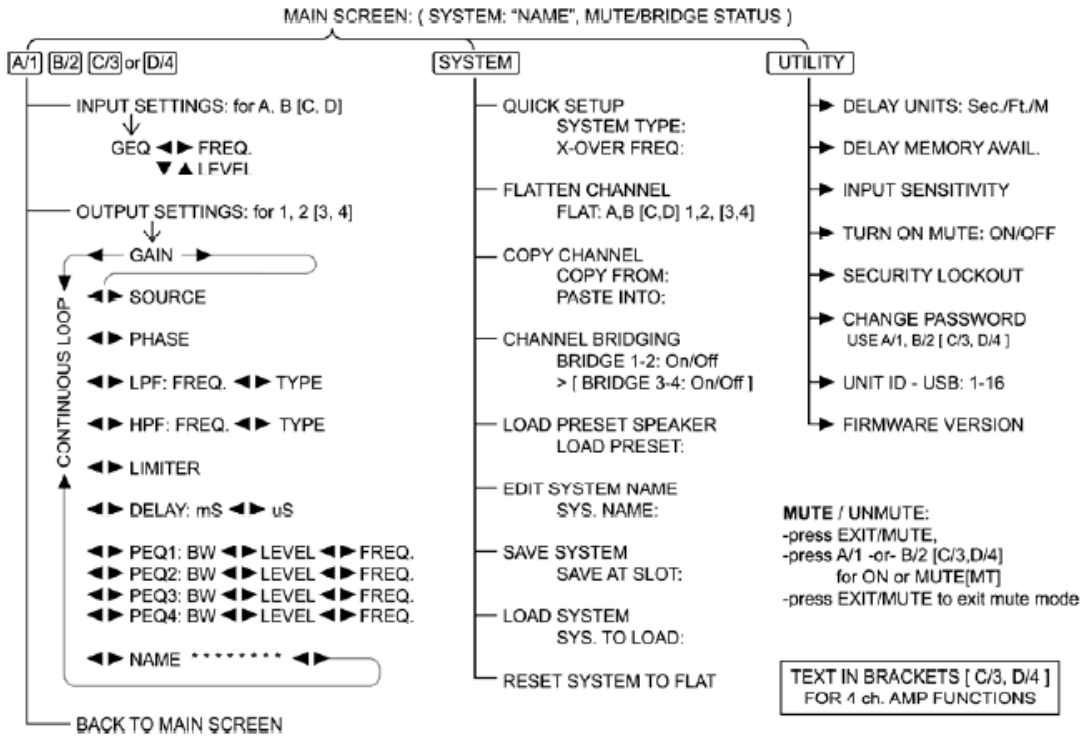 MAIN SCREEN: ( SYSTEM: “NAME”, MUTE/BRIDGE STATUS )
A/1 B/2 C/3 or D/4
INPUT SETTINGS: for A. B [C. D]
GEQ ◄► FREQ.
▼▲ LEVEL
OUTPUT SETTINGS: for 1, 2 [3, 4]
GAIN
CONTINUOUS LOOP
◄► SOURCE
◄► PHASE
◄► LPF: FREQ. ◄► TYPE
◄► HPF: FREQ. ◄► TYPE
◄► LIMITER
◄► DELAY: mS ◄► uS
◄► PEQ1: BW ◄► LEVEL ◄► FREQ.
◄► PEQ2: BW ◄► LEVEL ◄► FREQ.
◄► PEQ3: BW ◄► LEVEL ◄► FREQ.
◄► PEQ4: BW ◄► LEVEL ◄► FREQ.
◄► NAME * * * * * * * * ◄►
BACK TO MAIN SCREEN
SYSTEM
QUICK SETUP
SYSTEM TYPE:
X-OVER FREQ:
FLATTEN CHANNEL
FLAT: A,B [C,D] 1,2, [3,4]
COPY CHANNEL
COPY FROM:
PASTE INTO:
CHANNEL BRIDGING
BRIDGE 1-2: On/Off
> [ BRIDGE 3-4: On/Off ]
LOAD PRESET SPEAKER
LOAD PRESET:
EDIT SYSTEM NAME
SYS. NAME:
SAVE SYSTEM
SAVE AT SLOT:
LOAD SYSTEM
SYS. TO LOAD:
RESET SYSTEM TO FLAT
UTILITY
DELAY UNITS: Sec./Ft./M
DELAY MEMORY AVAIL.
INPUT SENSITIVITY
TURN ON MUTE: ON/OFF
SECURITY LOCKOUT
CHANGE PASSWORD
USE A/1, B/2 [ C/3, D/4 ]
UNIT ID - USB: 1-16
FIRMWARE VERSION
MUTE / UNMUTE:
-press EXIT/MUTE,
-press A/1 -or- B/2 [C/3,D/4]
for ON or MUTE[MT]
-press EXIT/MUTE to exit mute mode
TEXT IN BRACKETS [ C/3, D/4 ]
FOR 4 ch. AMP FUNCTIONS